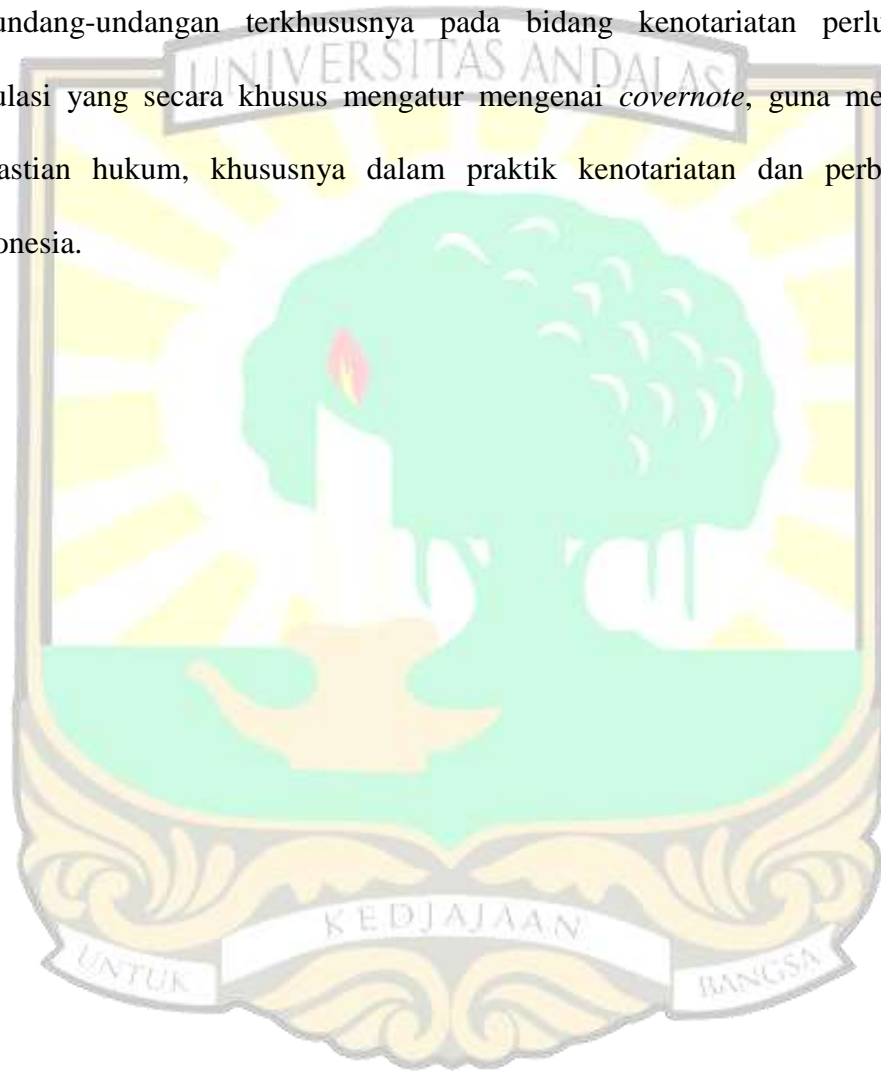 undang-undangan terkhususnya pada bidang kenotariatan perlu
UNIVERSITAS ANDALAS
ulasi yang secara khusus mengatur mengenai covernote, guna me
astian hukum, khususnya dalam praktik kenotariatan dan perb
onesia.
KEDJAJAAN
UNTUK
BANGSA